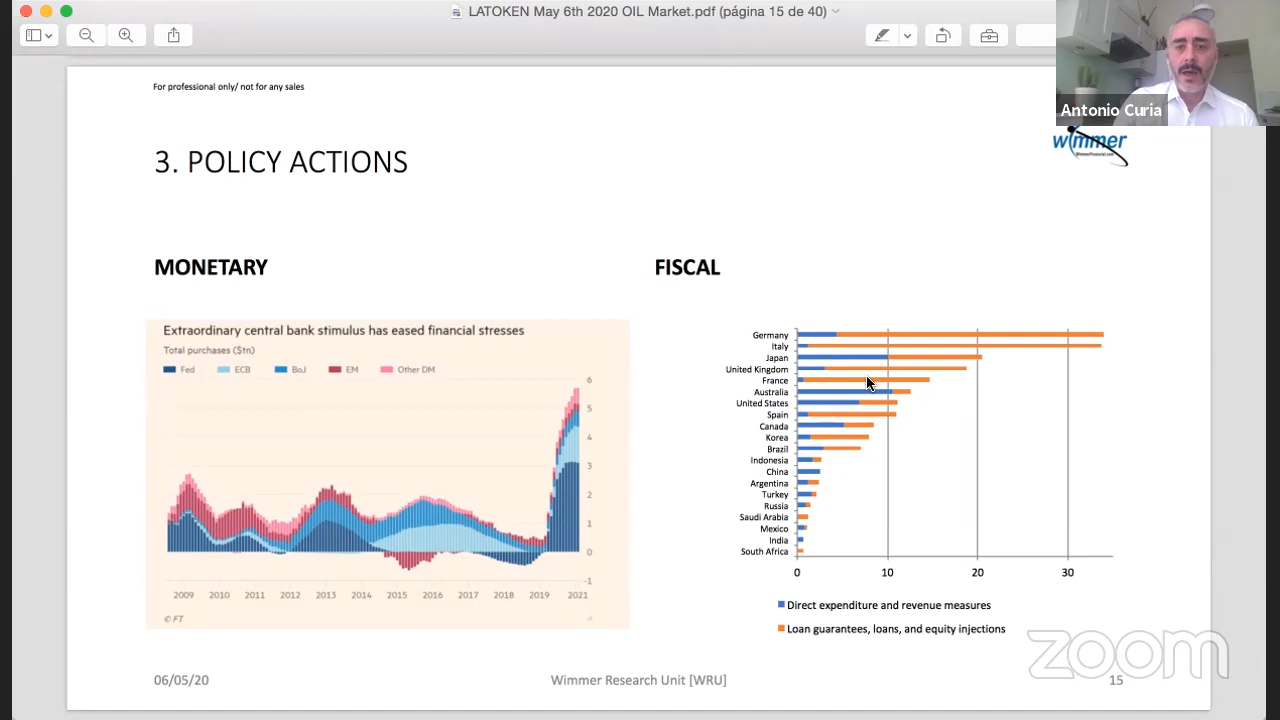 LATOKEN May 6th 2020 OIL Market.pdf (página 15 de 40)
Antonio Curia
For professional only/ not for any sales
wimmer
WimmerFinancial.com
3. POLICY ACTIONS
MONETARY
FISCAL
Extraordinary central bank stimulus has eased financial stresses
Total purchases ($tn)
Fed
ECB
BoJ
EM
Other DM
6
5
4
3
2
1
0
-1
2009
2010
2011
2012
2013
2014
2015
2016
2017
2018
2019
2021
© FT
Germany
Italy
Japan
United Kingdom
France
Australia
United States
Spain
Canada
Korea
Brazil
Indonesia
China
Argentina
Turkey
Russia
Saudi Arabia
Mexico
India
South Africa
0
10
20
30
Direct expenditure and revenue measures
Loan guarantees, loans, and equity injections
zoom
06/05/20
Wimmer Research Unit [WRU]
15